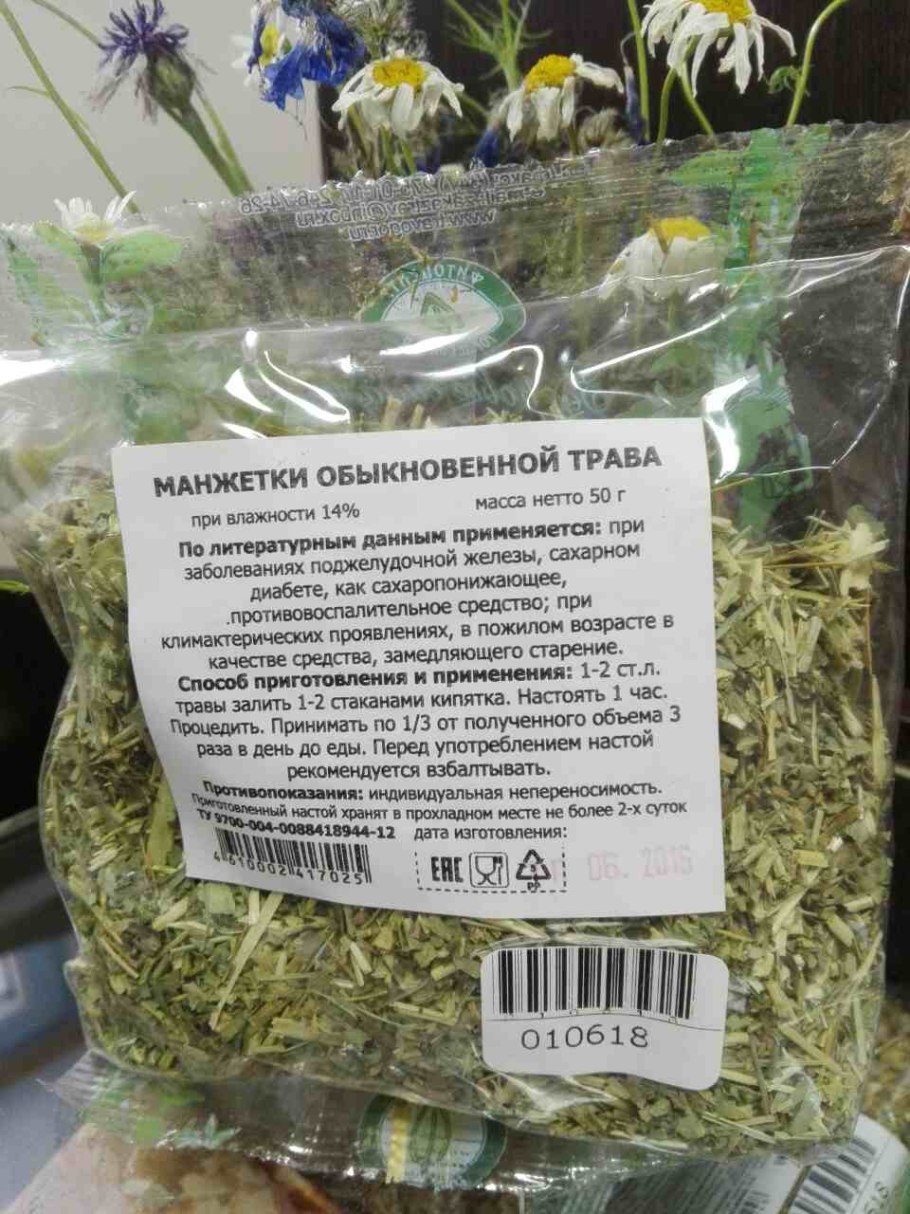 МАНЖЕТКИ ОБЫКНОВЕННОЙ ТРАВА
при влажности 14% масса нетто 50 г
По литературным данным применяется: при
заболеваниях поджелудочной железы, сахарном
диабете, как сахаропонижающее,
.противовоспалительное средство; при
климактерических проявлениях, в пожилом возрасте в
качестве средства, замедляющего старение.
Способ приготовления и применения: 1-2 ст.л.
травы залить 1-2 стаканами кипятка. Настоять 1 час.
Процедить. Принимать по 1/3 от полученного объема 3
раза в день до еды. Перед употреблением настой
рекомендуется взбалтывать.
Противопоказания: индивидуальная непереносимость.
Приготовленный настой хранят в прохладном месте не более 2-х суток
ТУ 9700-004-0088418944-12 дата изготовления:
4610002417025
EAC
PP
06. 2016
010618